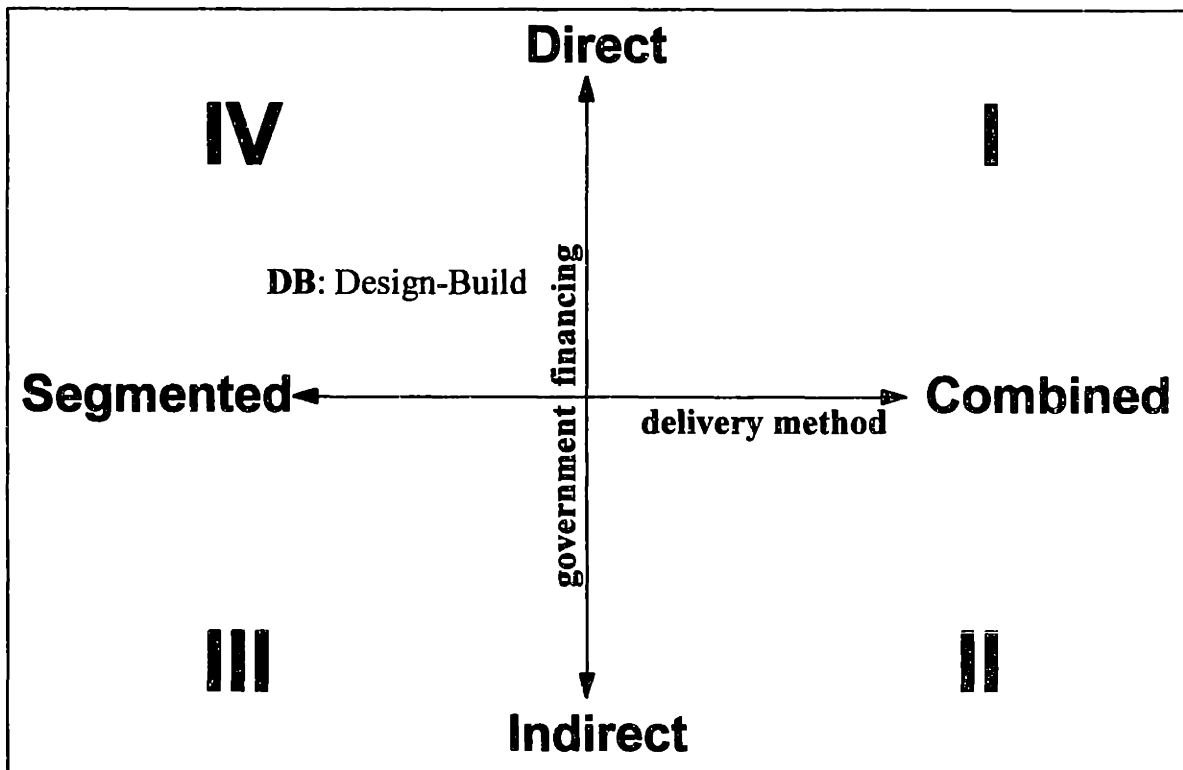 Direct
IV
I
DB: Design-Build
government financing
Segmented
Combined
delivery method
III
II
Indirect